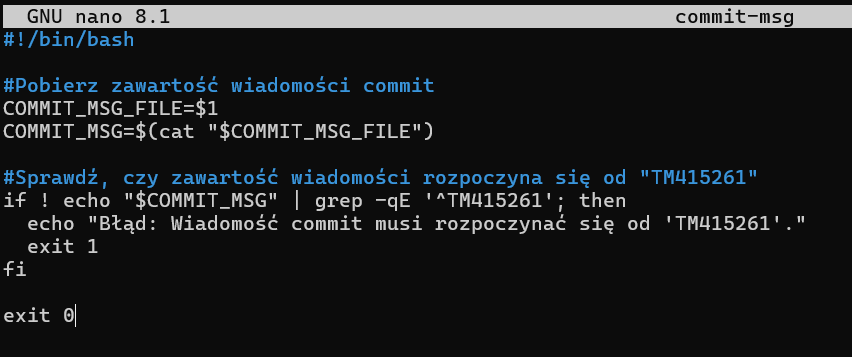 GNU nano 8.1 commit-msg
#!/bin/bash
#Pobierz zawartość wiadomości commit
COMMIT_MSG_FILE=$1
COMMIT_MSG=$(cat "$COMMIT_MSG_FILE")
#Sprawdź, czy zawartość wiadomości rozpoczyna się od "TM415261"
if ! echo "$COMMIT_MSG" | grep -qE '^TM415261'; then
  echo "Błąd: Wiadomość commit musi rozpoczynać się od 'TM415261'."
  exit 1
fi
exit 0